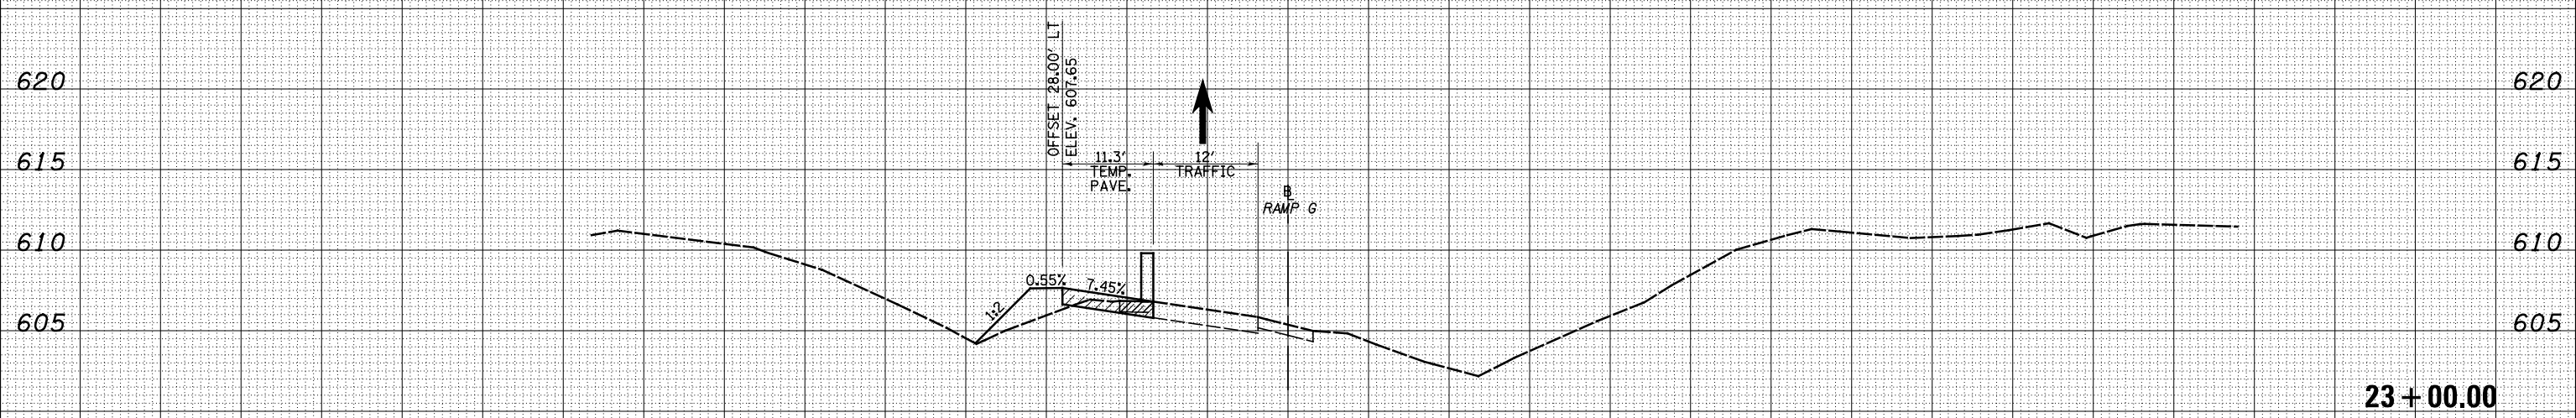 OFFSET 28.00' LT
ELEV. 607.65
620
620
615
615
11.3'
TEMP.
PAVE.
12'
TRAFFIC
BL
RAMP G
610
610
0.55%
7.45%
1:2
605
605
23+00.00